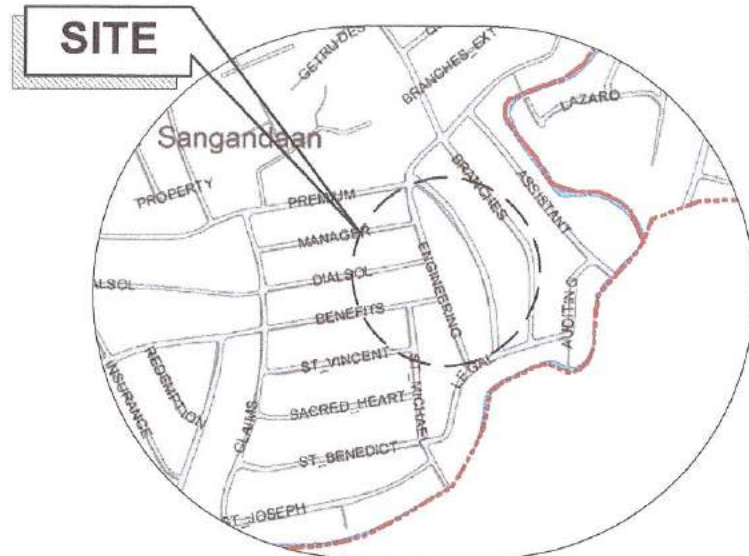 SITE
GETRUDES
BRANCHES_EXT
LAZARO
Sangandaan
PROPERTY
PREMIUM
BRANCHES
ASSISTANT
MANAGER
ENGINEERING
DIALSOL
ALSOL
BENEFITS
AUDITING
ST_VINCENT
LEGAL
REDEMPTION
INSURANCE
ST_MICHAEL
SACRED_HEART
CLAIMS
ST_BENEDICT
ST_JOSEPH